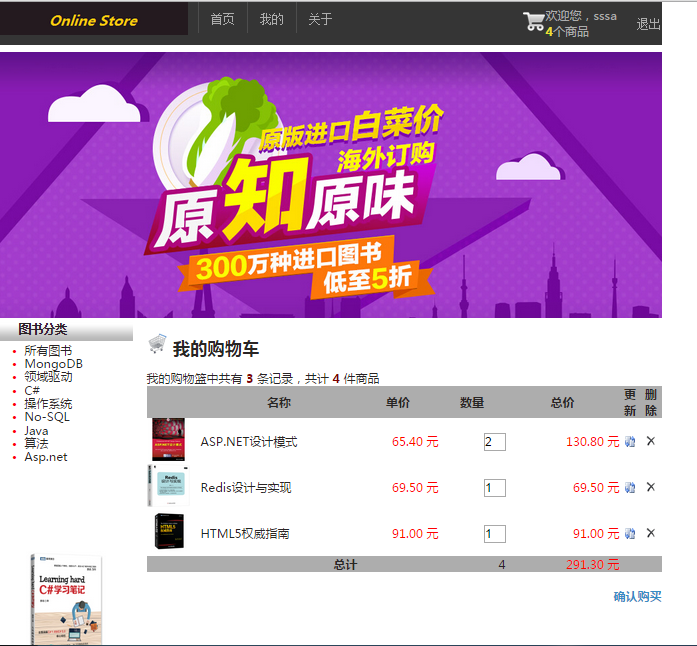 Online Store
首页
我的
关于
欢迎您，sssa
4个商品
退出
原版进口白菜价
海外订购
原知原味
300万种进口图书
低至5折
图书分类
所有图书
MongoDB
领域驱动
C#
操作系统
No-SQL
Java
算法
Asp.net
Learning hard
C#学习笔记
我的购物车
我的购物篮中共有 3 条记录，共计 4 件商品
名称 单价 数量 总价 更新 删除
ASP.NET设计模式 65.40 元 2 130.80 元
Redis设计与实现 69.50 元 1 69.50 元
HTML5权威指南 91.00 元 1 91.00 元
总计 4 291.30 元
确认购买